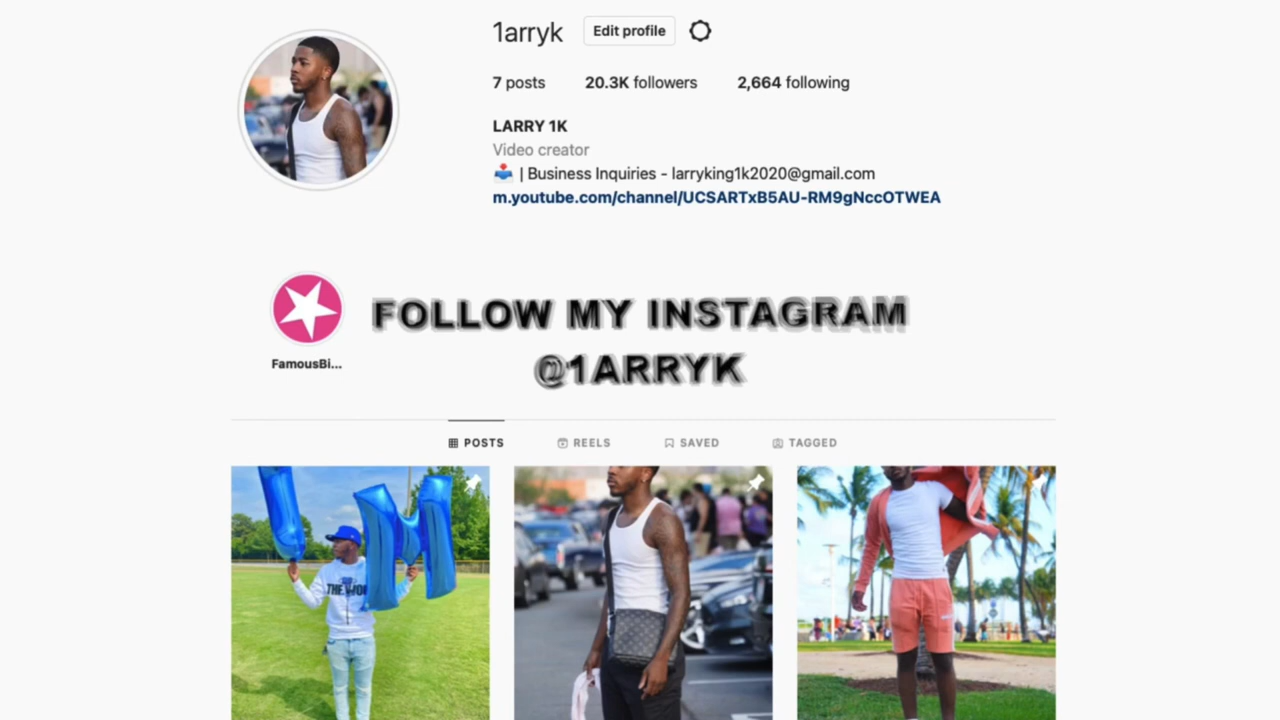 1arryk Edit profile
7 posts 20.3K followers 2,664 following
LARRY 1K
Video creator
| Business Inquiries - larryking1k2020@gmail.com
m.youtube.com/channel/UCSARTxB5AU-RM9gNccOTWEA
FOLLOW MY INSTAGRAM
@1ARRYK
FamousBi...
POSTS REELS SAVED TAGGED
THE